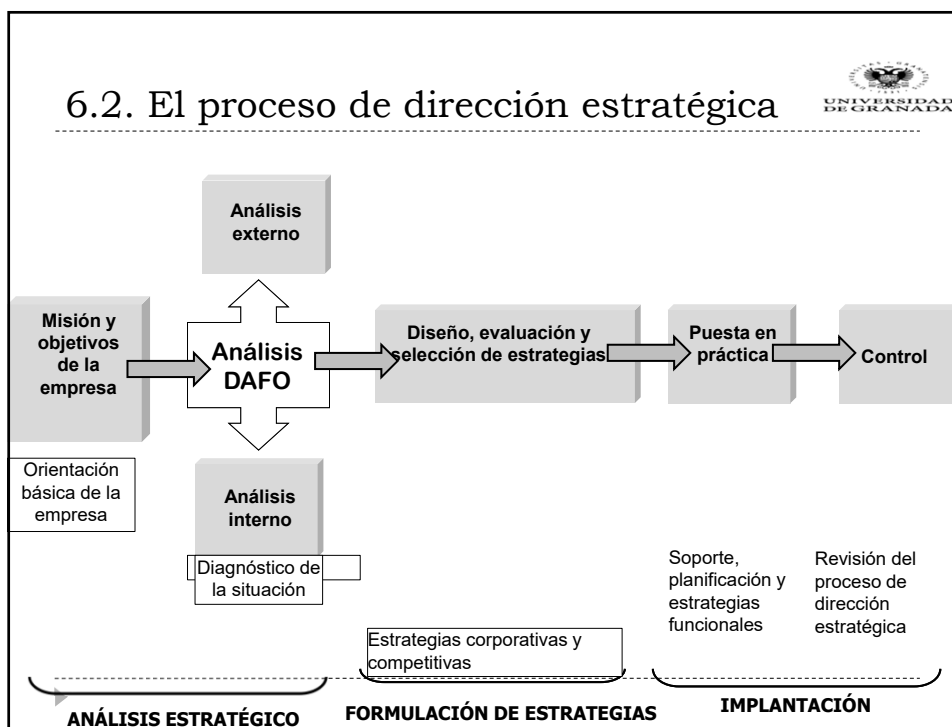 6.2. El proceso de dirección estratégica
UNIVERSIDAD
DE GRANADA
Análisis
externo
Misión y
objetivos
de la
empresa
Análisis
DAFO
Diseño, evaluación y
selección de estrategias
Puesta en
práctica
Control
Orientación
básica de la
empresa
Análisis
interno
Diagnóstico de
la situación
Estrategias corporativas y
competitivas
Soporte,
planificación y
estrategias
funcionales
Revisión del
proceso de
dirección
estratégica
ANÁLISIS ESTRATÉGICO
FORMULACIÓN DE ESTRATEGIAS
IMPLANTACIÓN